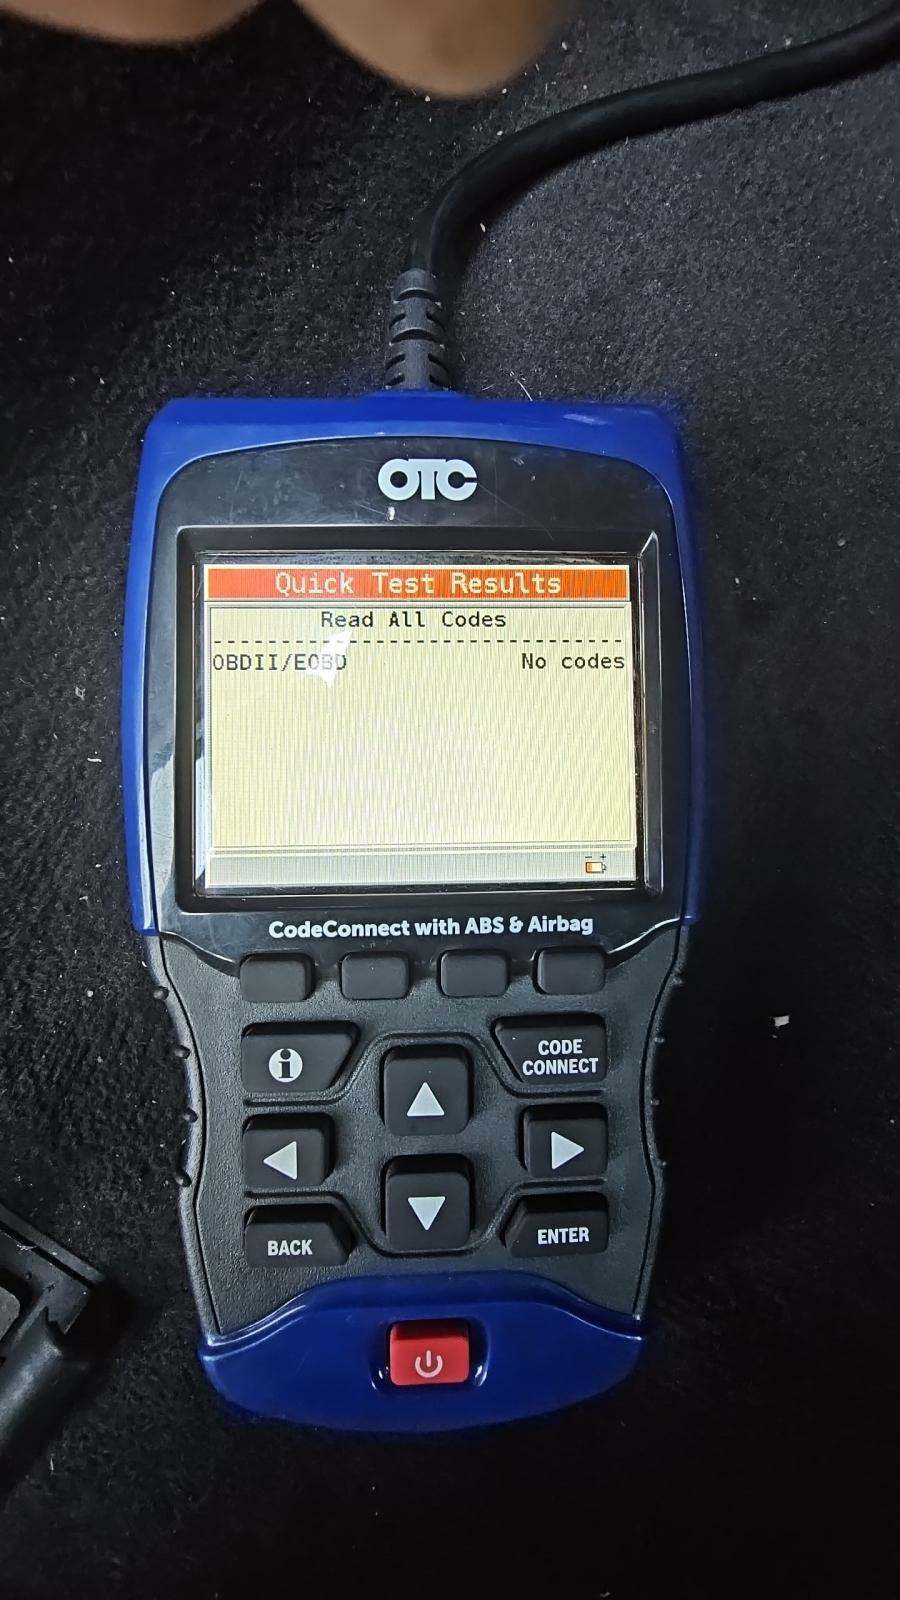 OTC
Quick Test Results
Read All Codes
OBDII/EOBD No codes
- +
CodeConnect with ABS & Airbag
i CODE
CONNECT
BACK ENTER